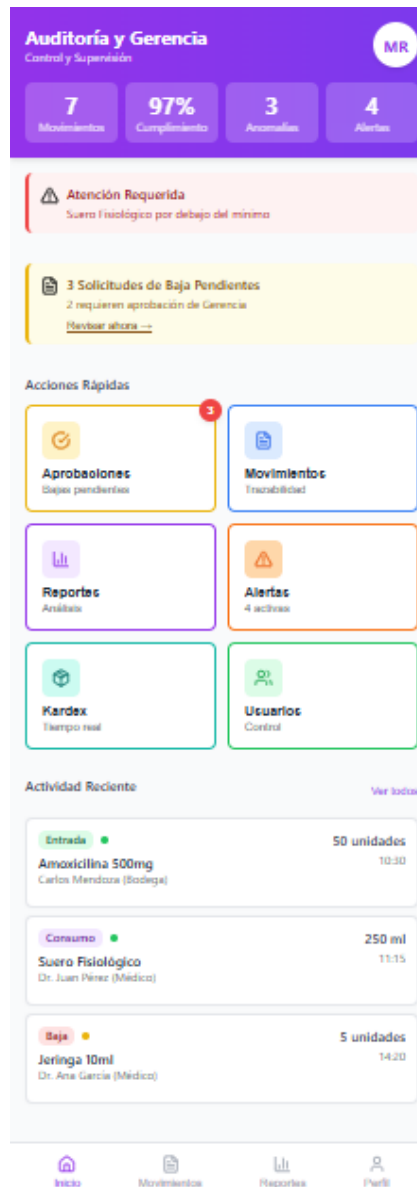 Auditoría y Gerencia
Control y Supervisión
MR
7
Movimientos
97%
Cumplimiento
3
Anomalías
4
Alertas
Atención Requerida
Suero Fisiológico por debajo del mínimo
3 Solicitudes de Baja Pendientes
2 requieren aprobación de Gerencia
Revisar ahora →
Acciones Rápidas
3
Aprobaciones
Bajas pendientes
Movimientos
Trazabilidad
Reportes
Análisis
Alertas
4 activas
Kardex
Tiempo real
Usuarios
Control
Actividad Reciente
Ver todos
Entrada
50 unidades
Amoxicilina 500mg
10:30
Carlos Mendoza (Bodega)
Consumo
250 ml
Suero Fisiológico
11:15
Dr. Juan Pérez (Médico)
Baja
5 unidades
Jeringa 10ml
14:20
Dr. Ana García (Médico)
Inicio
Movimientos
Reportes
Perfil